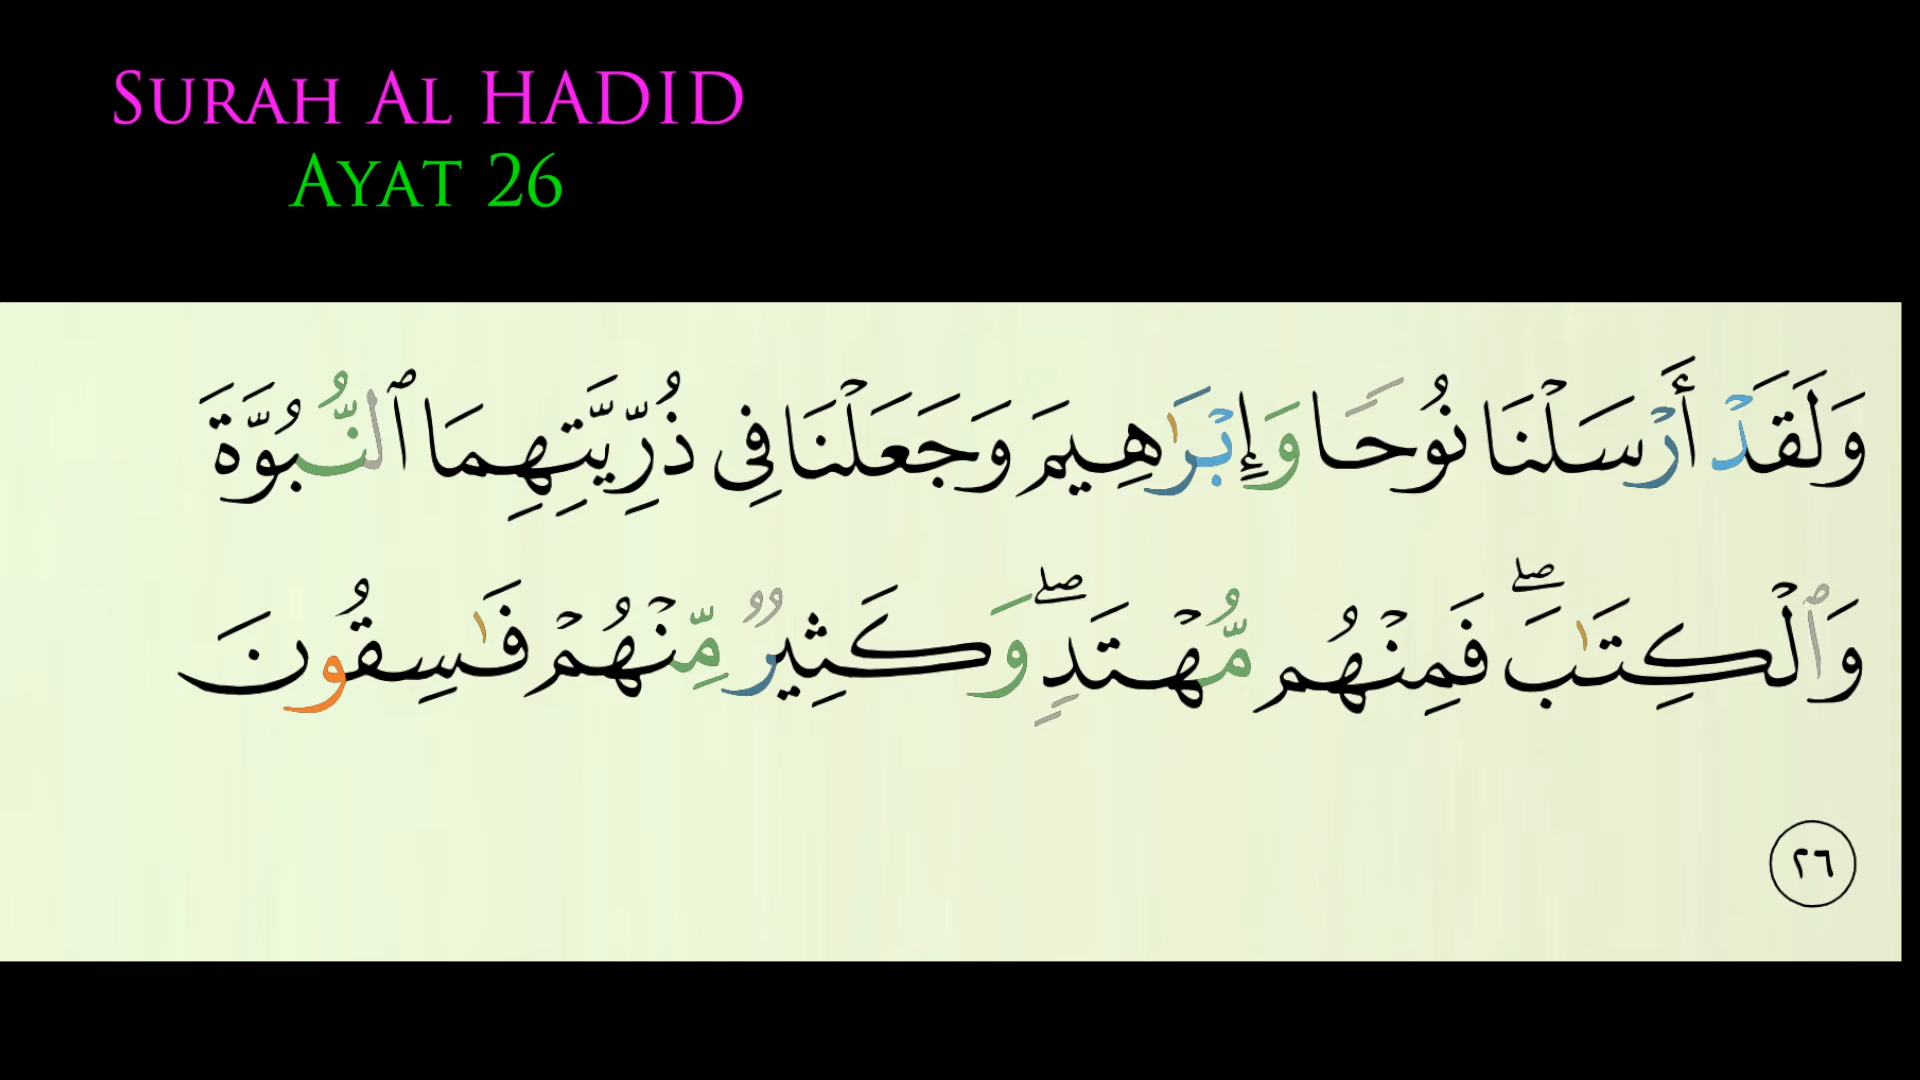 SURAH AL HADID
AYAT 26
وَلَقَدۡ أَرۡسَلۡنَا نُوحٗا وَإِبۡرَٰهِيمَ وَجَعَلۡنَا فِي ذُرِّيَّتِهِمَا ٱلنُّبُوَّةَ
وَٱلۡكِتَٰبَۖ فَمِنۡهُم مُّهۡتَدٖۖ وَكَثِيرٞ مِّنۡهُمۡ فَٰسِقُونَ
٢٦